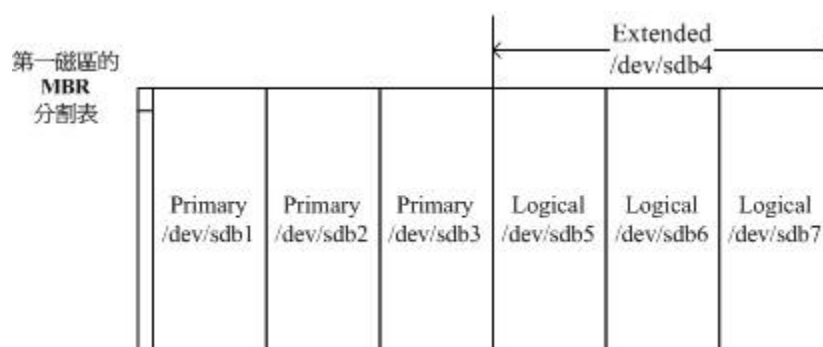 Extended
/dev/sdb4
第一磁區的
MBR
分割表
Primary
/dev/sdb1
Primary
/dev/sdb2
Primary
/dev/sdb3
Logical
/dev/sdb5
Logical
/dev/sdb6
Logical
/dev/sdb7